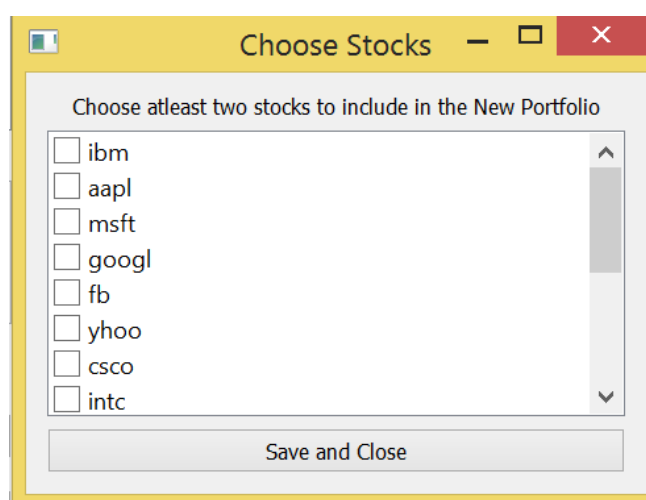 Choose Stocks
Choose atleast two stocks to include in the New Portfolio
ibm
aapl
msft
googl
fb
yhoo
csco
intc
Save and Close